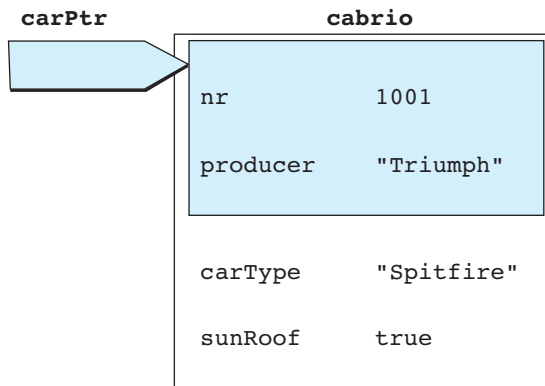 carPtr cabrio
nr 1001
producer "Triumph"
carType "Spitfire"
sunRoof true